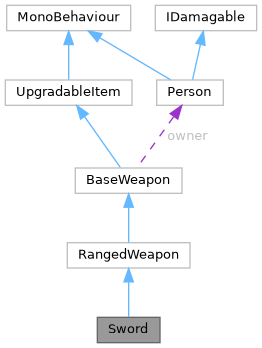 MonoBehaviour
IDamagable
UpgradableItem
Person
owner
BaseWeapon
RangedWeapon
Sword